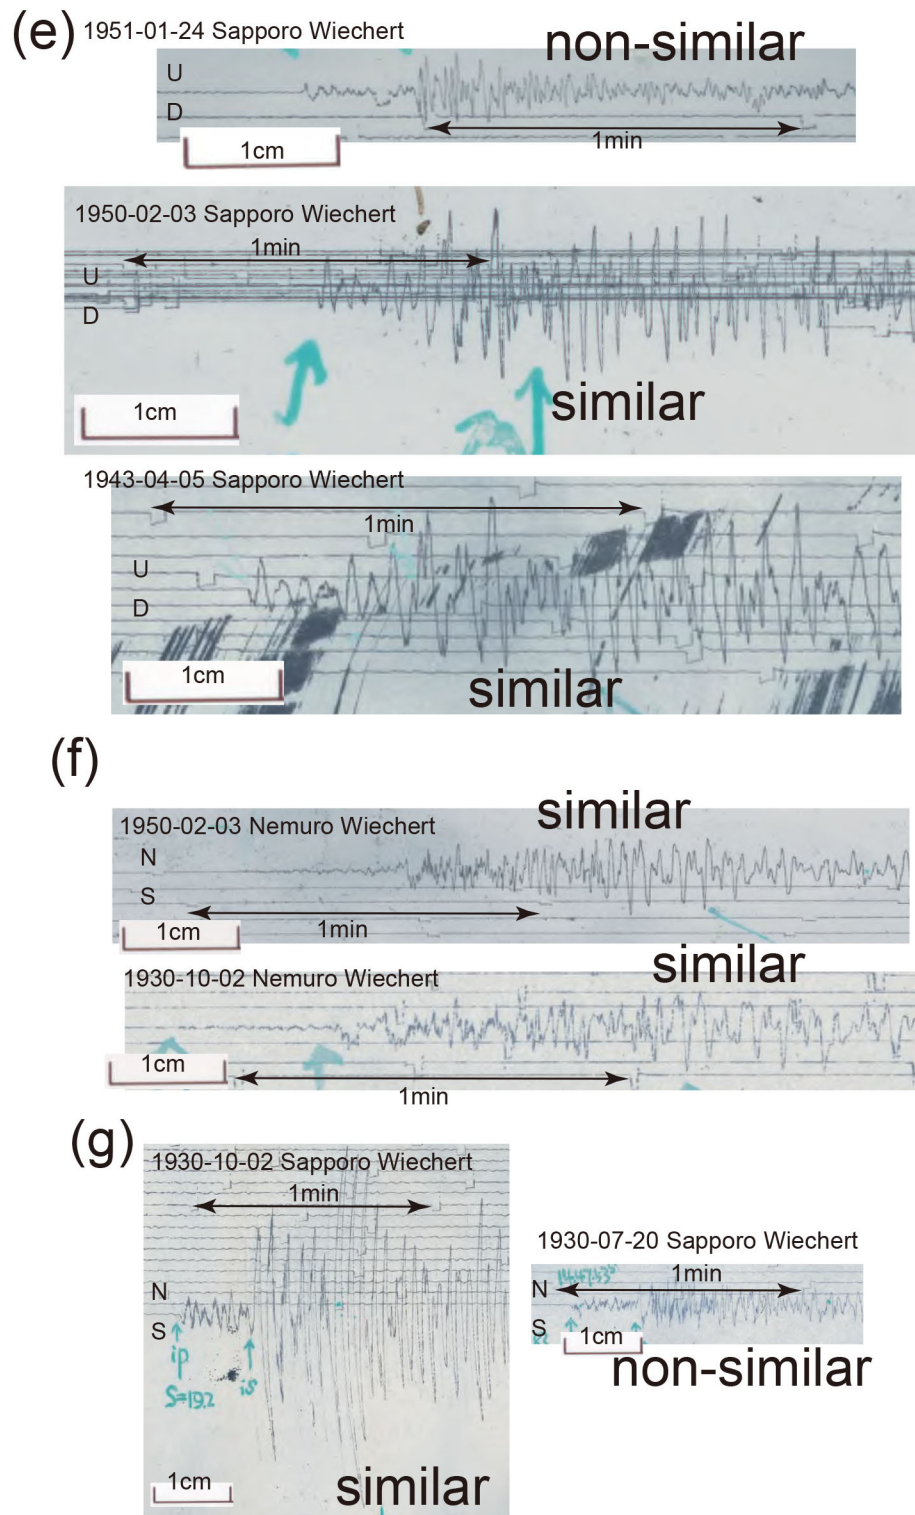 (e) 1951-01-24 Sapporo Wiechert
non-similar
U
D
1min
1cm
1950-02-03 Sapporo Wiechert
1min
U
D
1cm
similar
1943-04-05 Sapporo Wiechert
1min
U
D
1cm
similar
(f)
similar
1950-02-03 Nemuro Wiechert
N
S
1min
1cm
similar
1930-10-02 Nemuro Wiechert
1cm
1min
(g)
1930-10-02 Sapporo Wiechert
1min
N
S
ip
is
S=19.2
1cm
similar
1930-07-20 Sapporo Wiechert
1min
N
S
1cm
non-similar